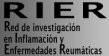 RIER
Red de investigación
en Inflamación y
Enfermedades Reumáticas